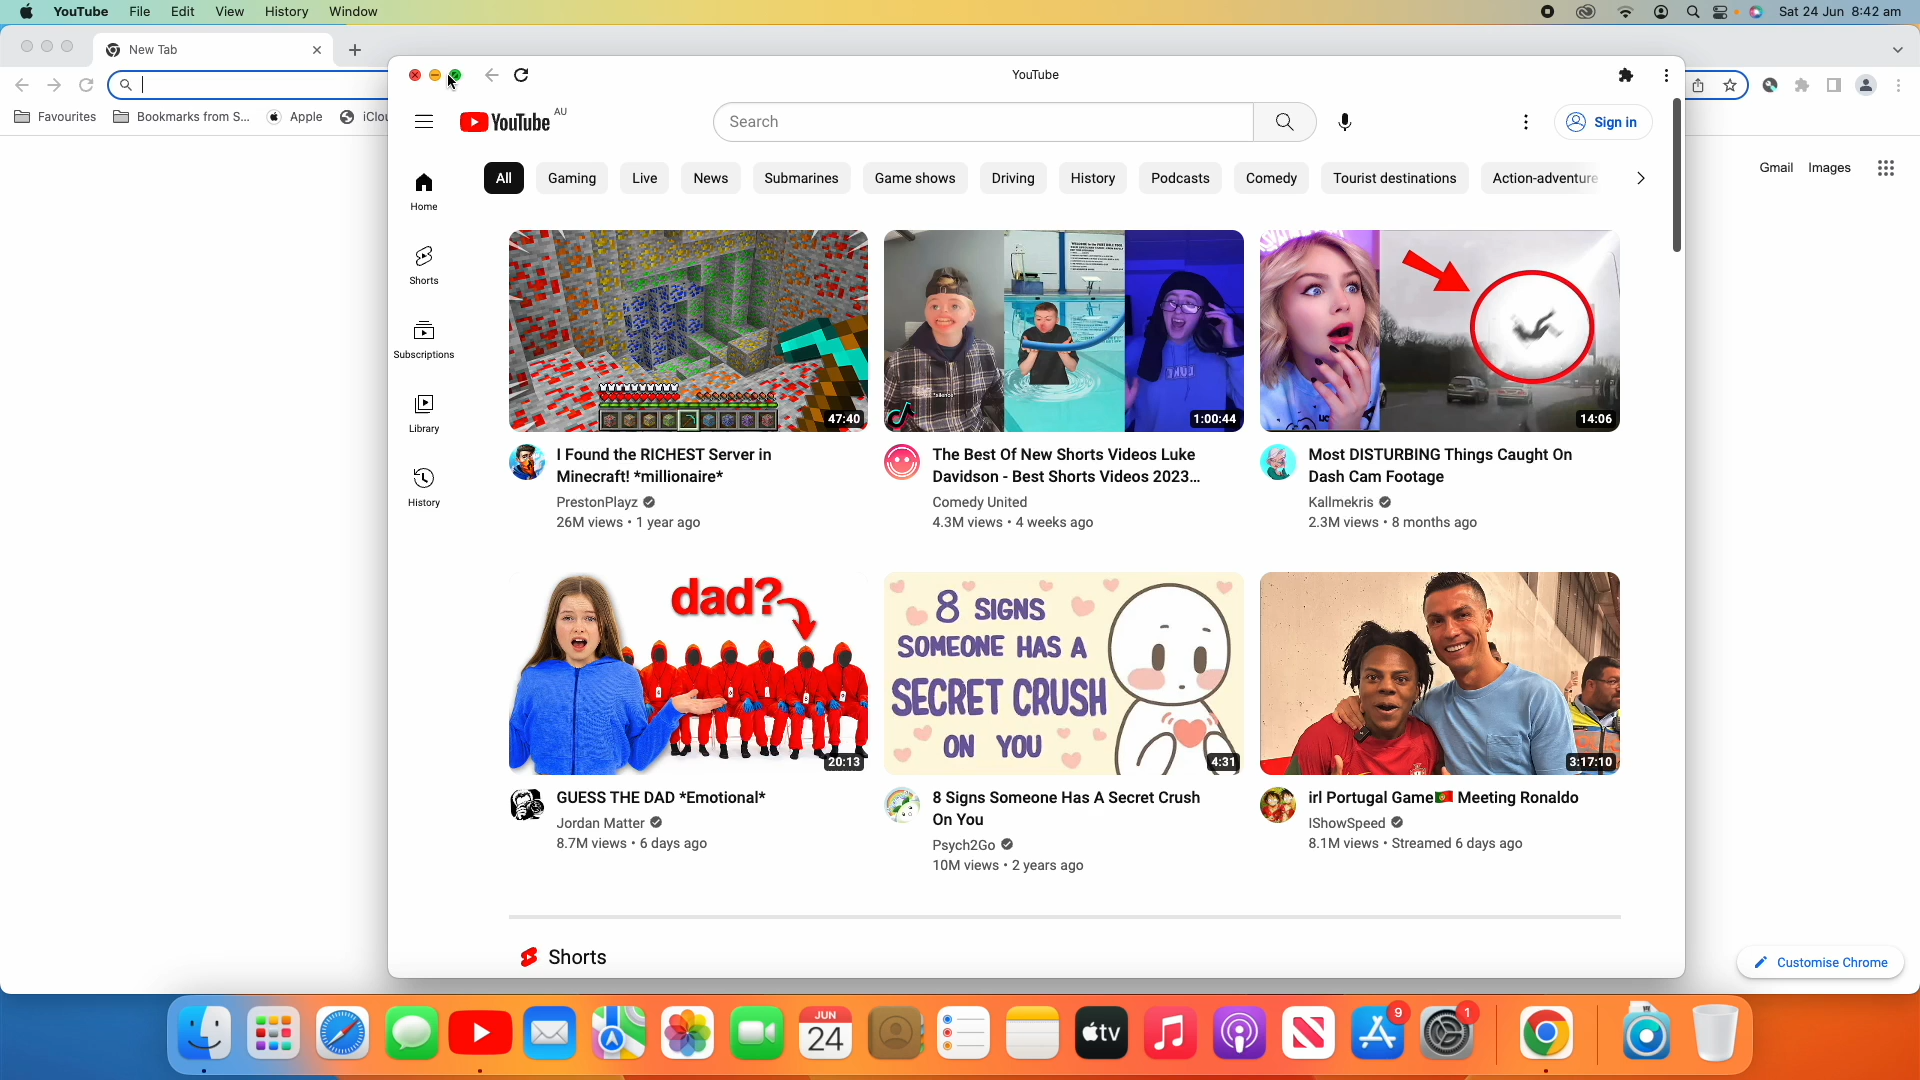 YouTube File Edit View History Window
Sat 24 Jun 8:42 am
New Tab
YouTube
Favourites Bookmarks from S... Apple
YouTube AU
Search
Sign in
Gmail Images
All Gaming Live News Submarines Game shows Driving History Podcasts Comedy Tourist destinations Action-adventure
Home
Shorts
Subscriptions
Library
History
47:40
1:00:44
14:06
I Found the RICHEST Server in
Minecraft! *millionaire*
PrestonPlayz
26M views • 1 year ago
The Best Of New Shorts Videos Luke
Davidson - Best Shorts Videos 2023...
Comedy United
4.3M views • 4 weeks ago
Most DISTURBING Things Caught On
Dash Cam Footage
Kallmekris
2.3M views • 8 months ago
dad?
20:13
8 SIGNS
SOMEONE HAS A
SECRET CRUSH
ON YOU
4:31
3:17:10
GUESS THE DAD *Emotional*
Jordan Matter
8.7M views • 6 days ago
8 Signs Someone Has A Secret Crush
On You
Psych2Go
10M views • 2 years ago
irl Portugal Game🇵🇹 Meeting Ronaldo
IShowSpeed
8.1M views • Streamed 6 days ago
Shorts
Customise Chrome
JUN
24
tv
9
1